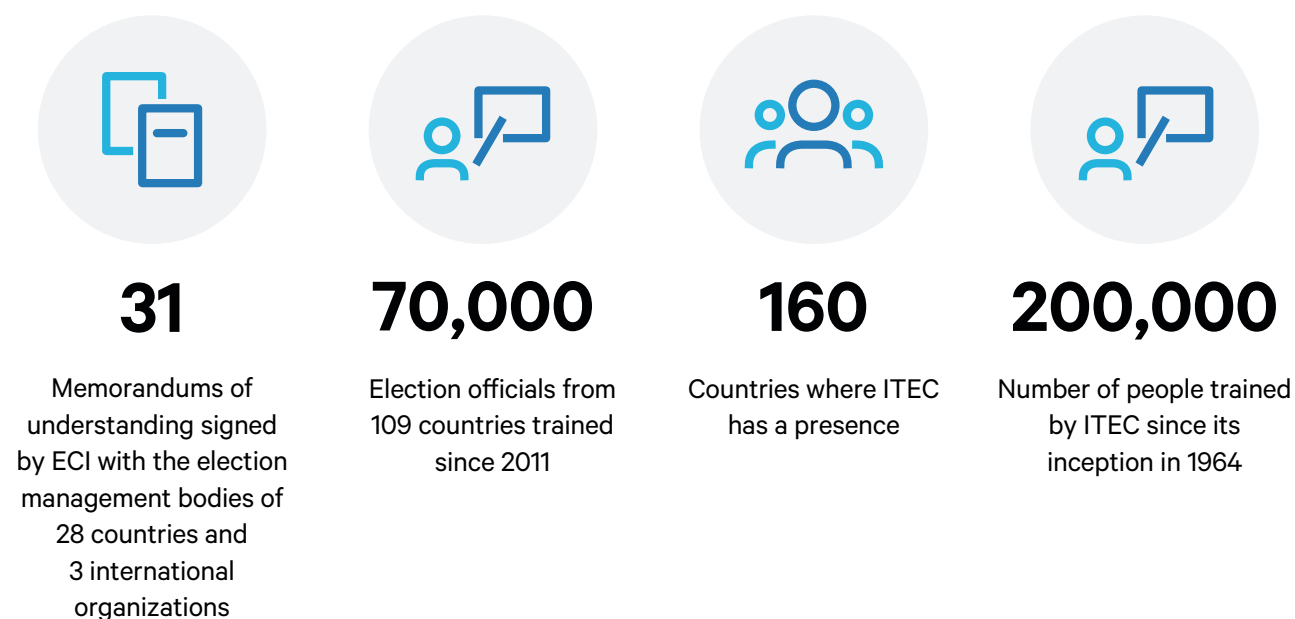 31
Memorandums of
understanding signed
by ECI with the election
management bodies of
28 countries and
3 international
organizations
70,000
Election officials from
109 countries trained
since 2011
160
Countries where ITEC
has a presence
200,000
Number of people trained
by ITEC since its
inception in 1964